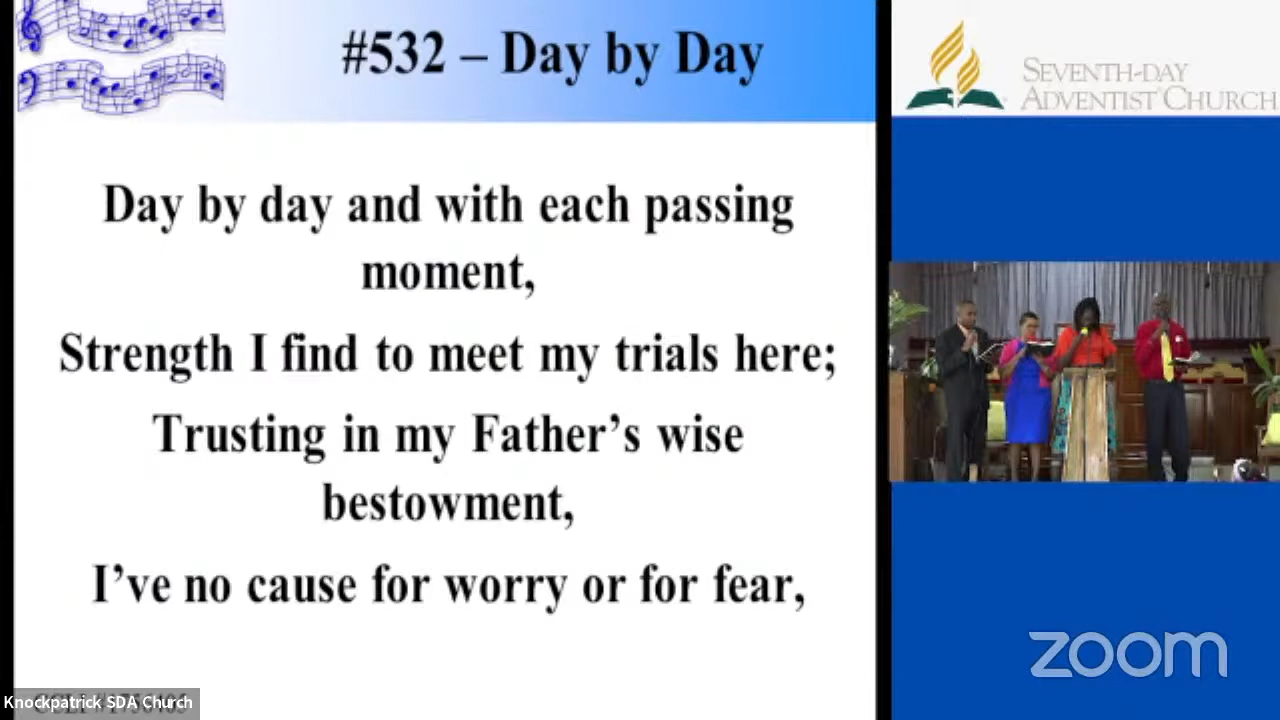 #532 – Day by Day
SEVENTH-DAY
ADVENTIST CHURCH
Day by day and with each passing
moment,
Strength I find to meet my trials here;
Trusting in my Father’s wise
bestowment,
I’ve no cause for worry or for fear,
zoom
Knockpatrick SDA Church